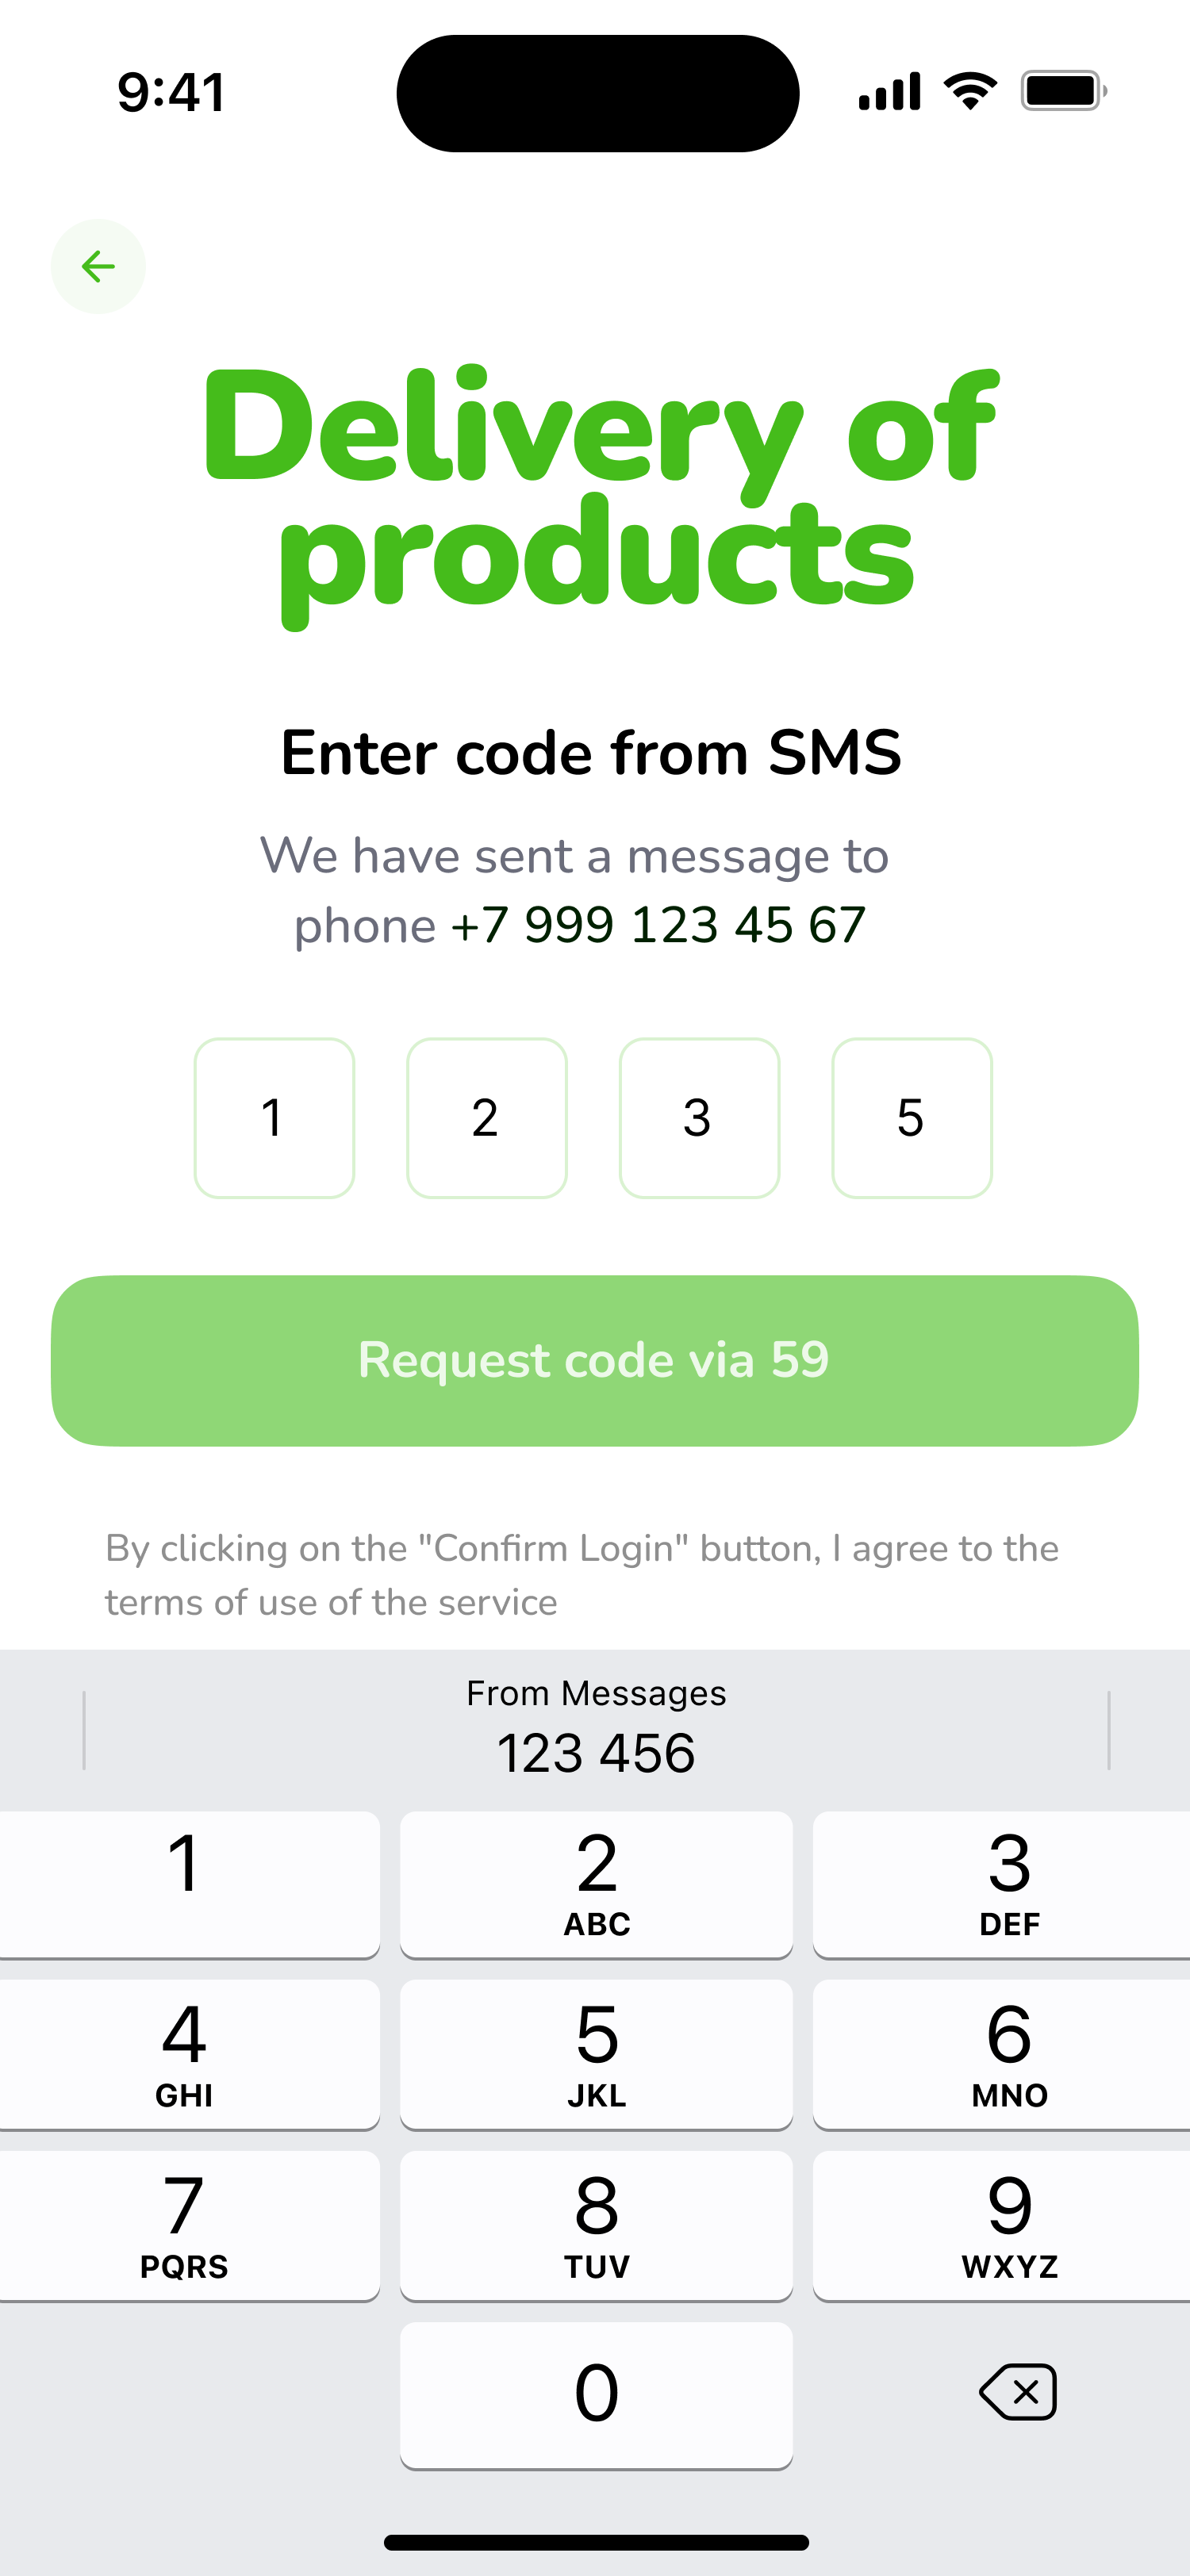 9:41
Delivery of
products
Enter code from SMS
We have sent a message to
phone +7 999 123 45 67
1 2 3 5
Request code via 59
By clicking on the "Confirm Login" button, I agree to the
terms of use of the service
From Messages
123 456
1 2 3
ABC DEF
4 5 6
GHI JKL MNO
7 8 9
PQRS TUV WXYZ
0